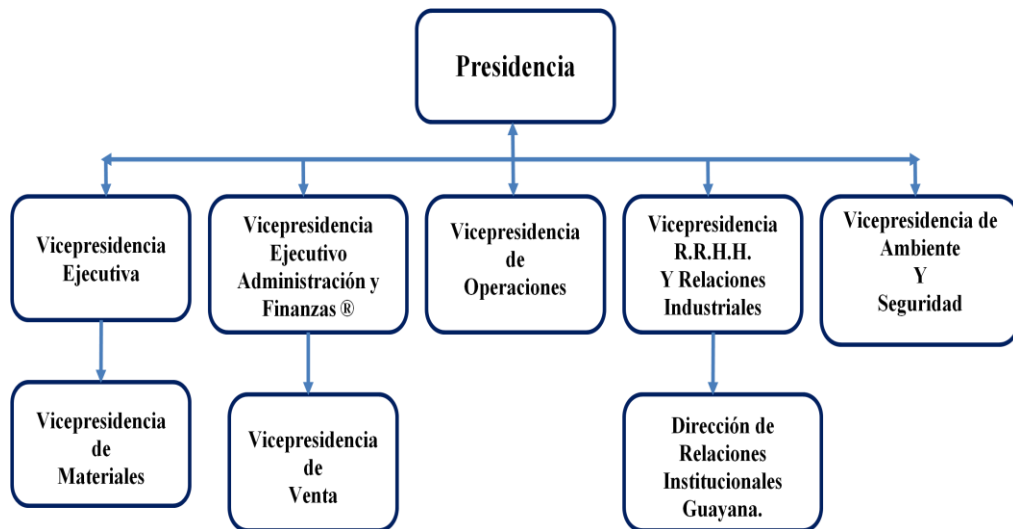 Presidencia
Vicepresidencia
Ejecutiva
Vicepresidencia
Ejecutivo
Administración y
Finanzas ®
Vicepresidencia
de
Operaciones
Vicepresidencia
R.R.H.H.
Y Relaciones
Industriales
Vicepresidencia de
Ambiente
Y
Seguridad
Vicepresidencia
de
Materiales
Vicepresidencia
de
Venta
Dirección de
Relaciones
Institucionales
Guayana.